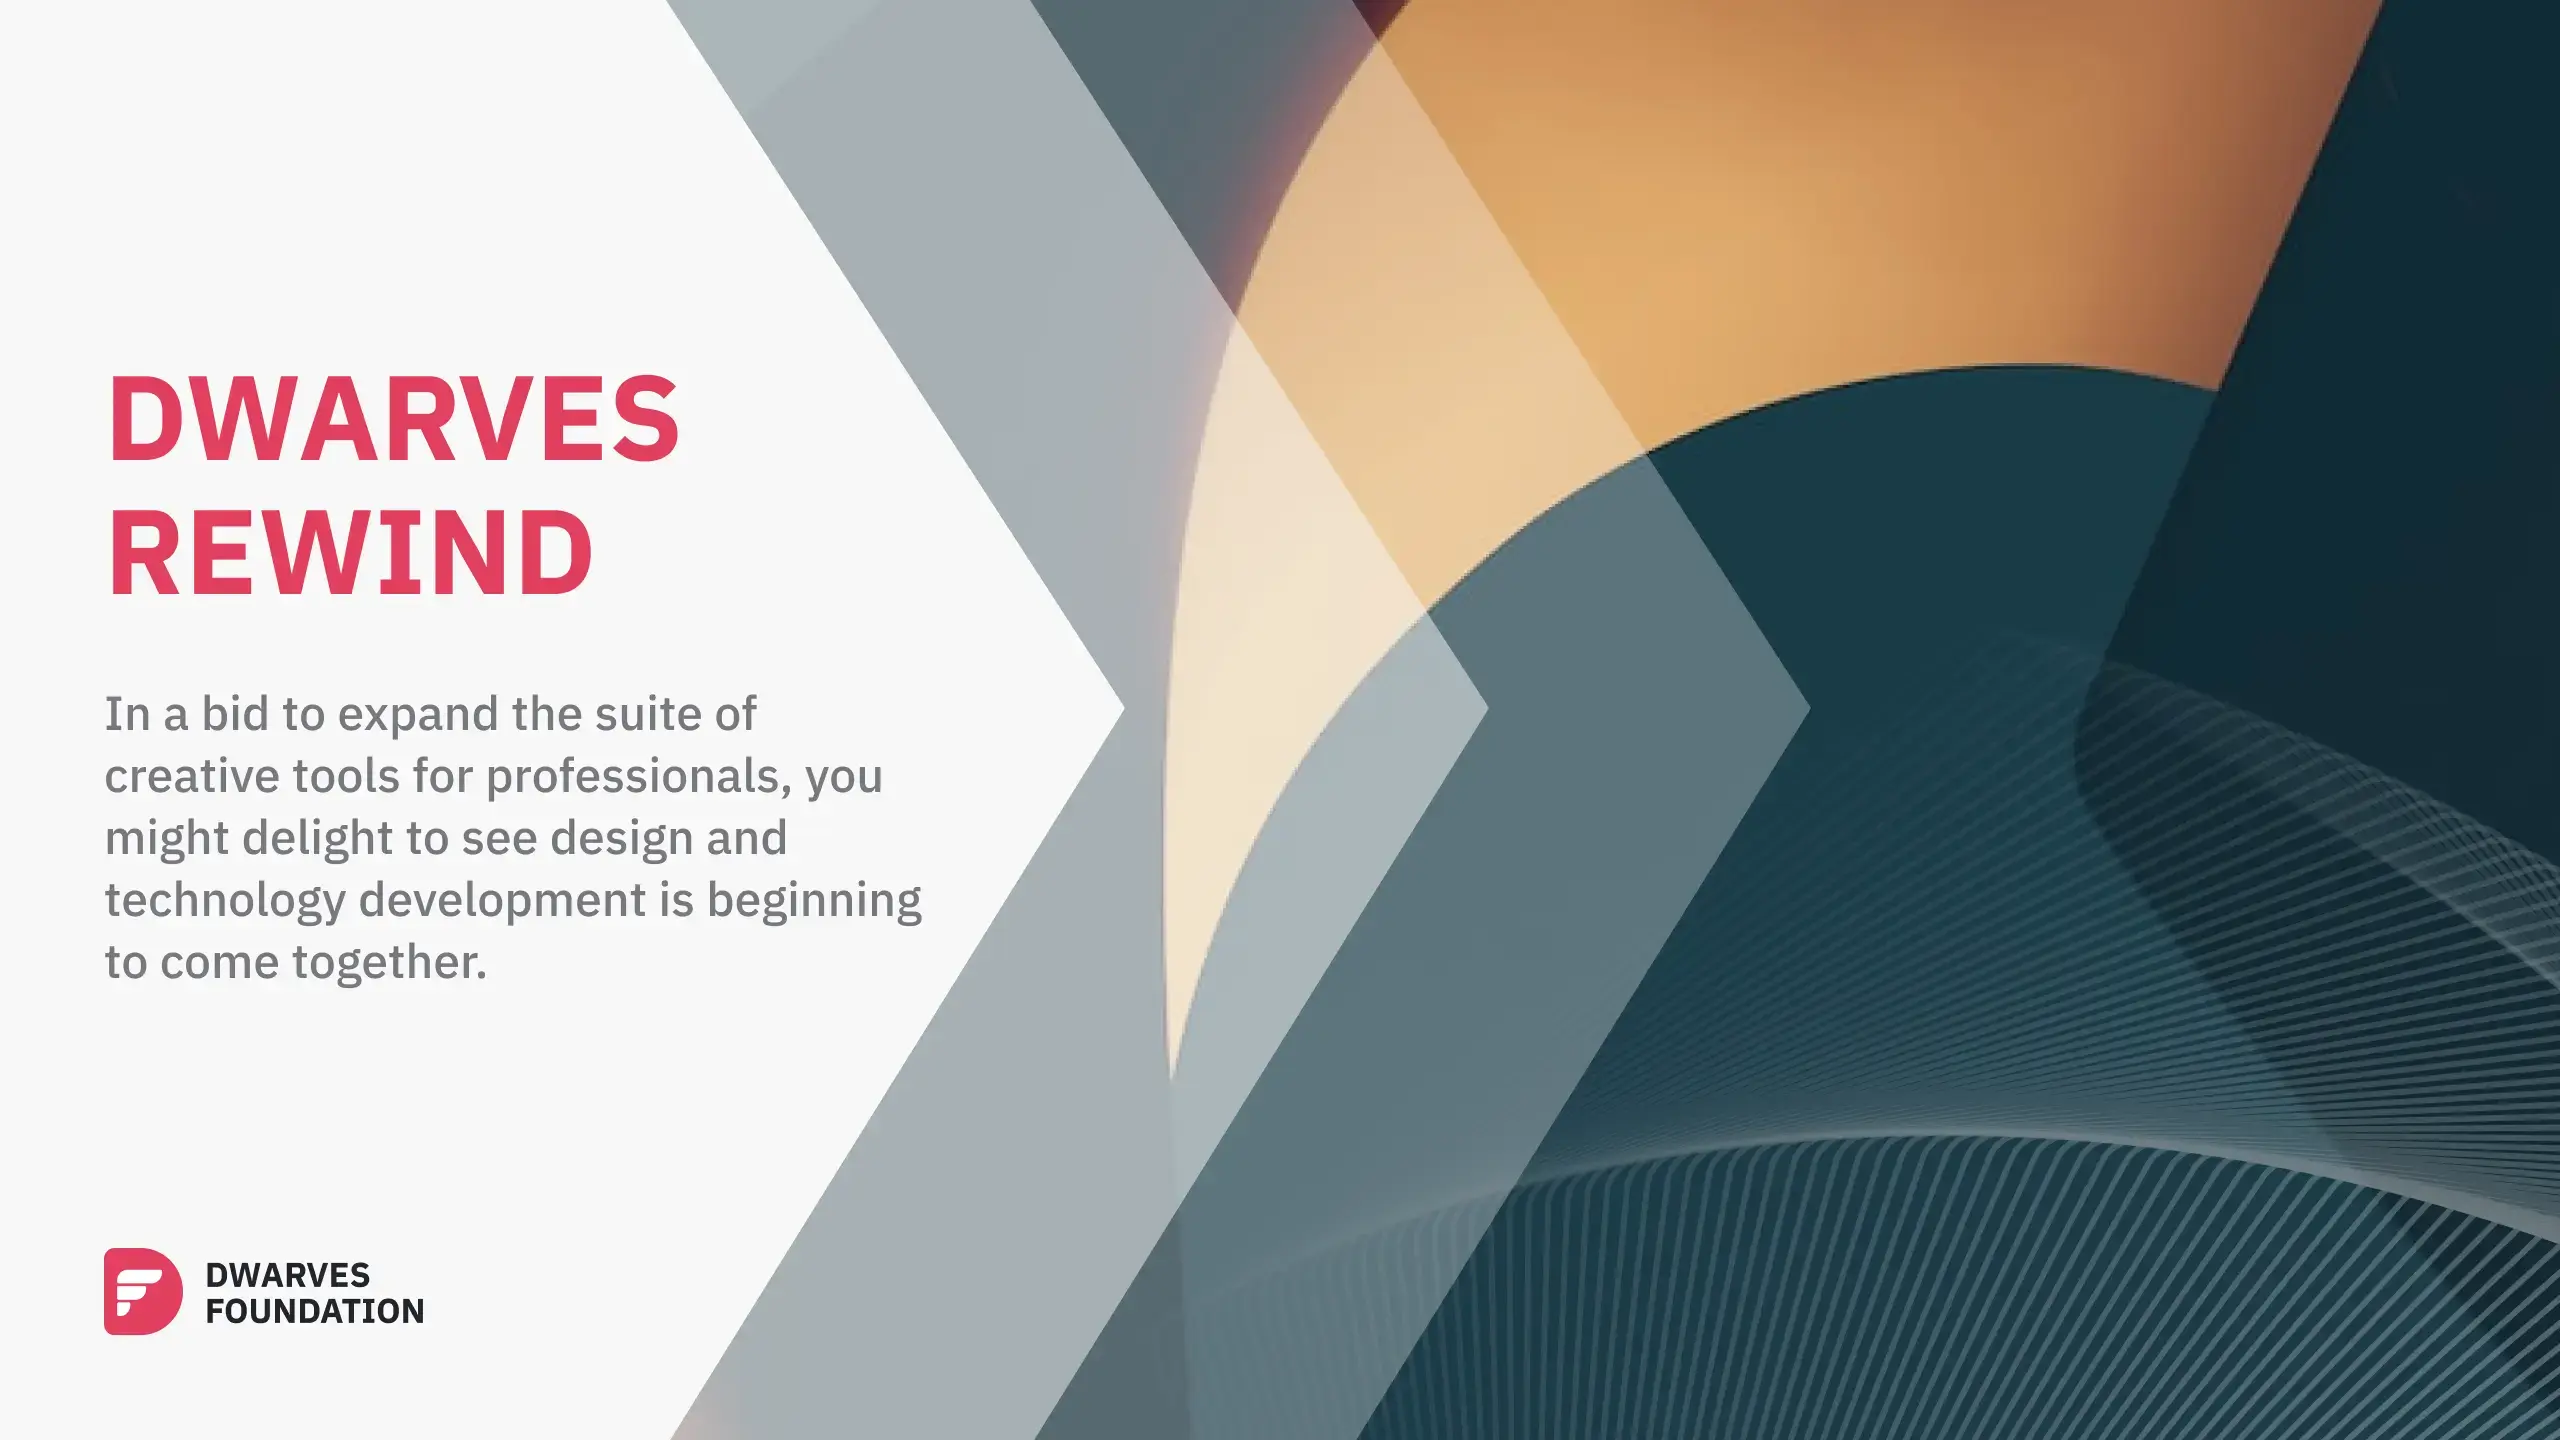 DWARVES
REWIND
In a bid to expand the suite of
creative tools for professionals, you
might delight to see design and
technology development is beginning
to come together.
DWARVES
FOUNDATION